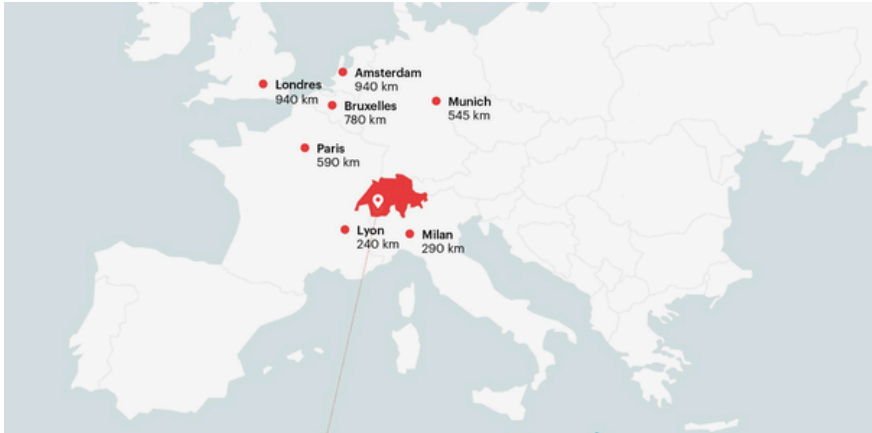 Amsterdam
940 km
Londres
940 km
Bruxelles
780 km
Munich
545 km
Paris
590 km
Lyon
240 km
Milan
290 km